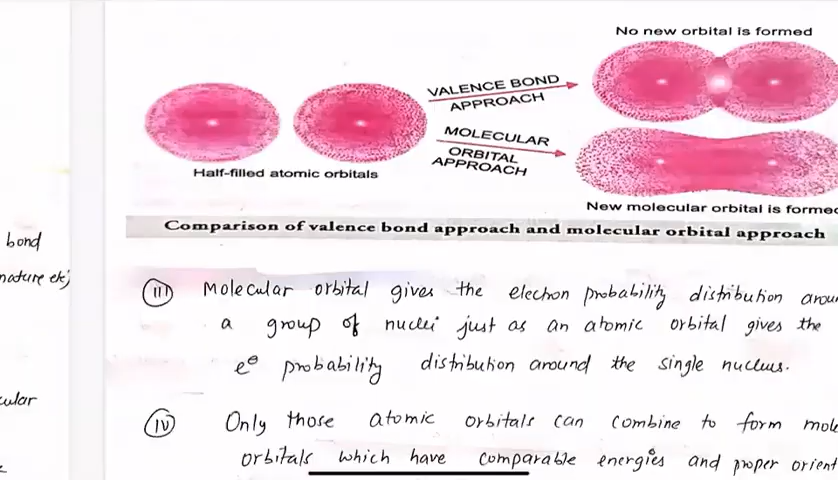 No new orbital is formed
VALENCE BOND
APPROACH
MOLECULAR
ORBITAL
APPROACH
Half-filled atomic orbitals
New molecular orbital is formed
Comparison of valence bond approach and molecular orbital approach
bond
nature etc)
(III) Molecular orbital gives the electron probability distribution arou
a group of nuclei just as an atomic orbital gives the
e⊖ probability distribution around the single nucleus.
cular
(IV) Only those atomic orbitals can combine to form mole
orbitals which have comparable energies and proper orient